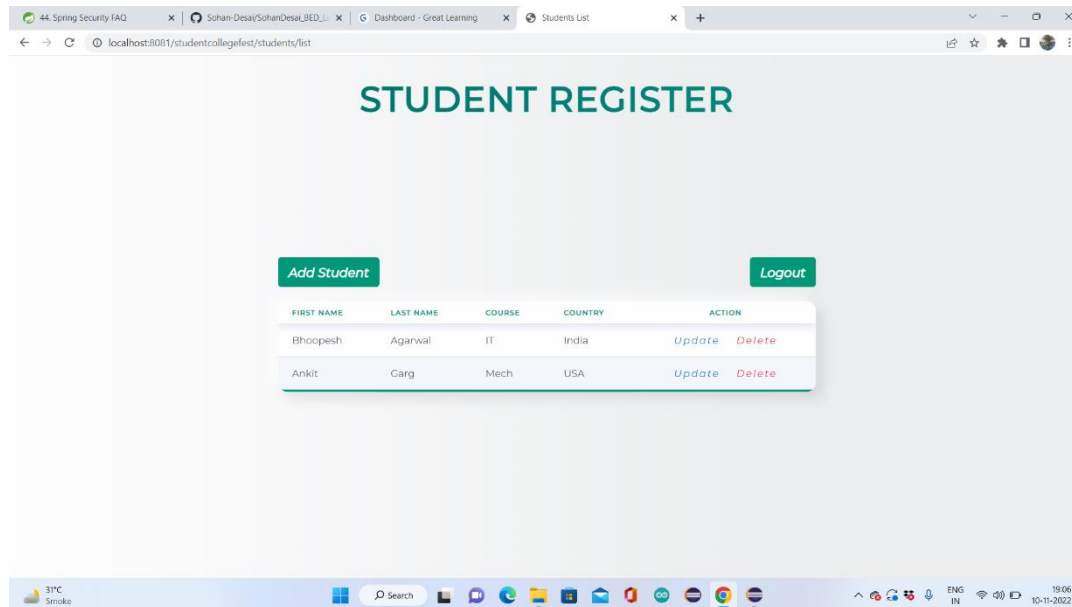 44. Spring Security FAQ
Sohan-Desai/SohanDesai_BED_L
Dashboard - Great Learning
Students List
localhost:8081/studentcollegefest/students/list
STUDENT REGISTER
Add Student
Logout
FIRST NAME LAST NAME COURSE COUNTRY ACTION
Bhoopesh Agarwal IT India Update Delete
Ankit Garg Mech USA Update Delete
31°C
Smoke
Search
ENG
IN
19:06
10-11-2022